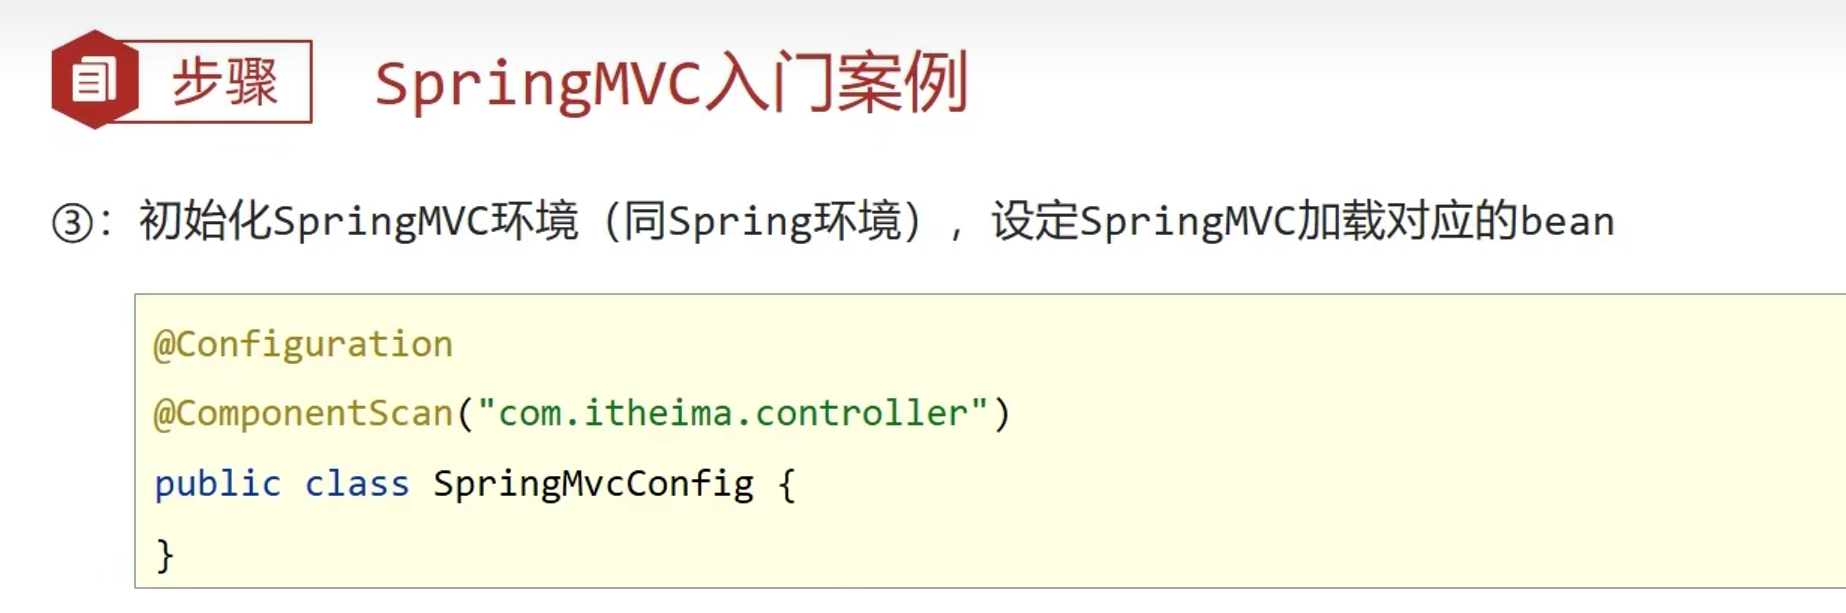 步骤 SpringMVC入门案例
③：初始化SpringMVC环境（同Spring环境），设定SpringMVC加载对应的bean
@Configuration
@ComponentScan("com.itheima.controller")
public class SpringMvcConfig {
}